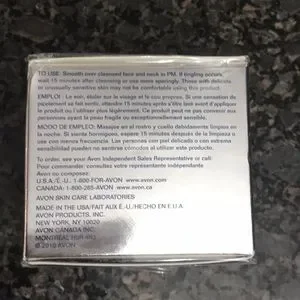 TO USE: Smooth over cleansed face and neck in PM. If tingling occurs,
wait 15 minutes after cleansing or use more sparingly. Those with delicate
or unusually sensitive skin may not be comfortable using this product.
EMPLOI : Le soir, étoler sur le visage et le cou propres. Si une sensation de
picotement se fait sentir, attendre 15 minutes après s'être lavé avant d'appliquer
le produit ou l'utiliser plus légèrement. Ce produit peut ne pas convenir aux
personnes ayant la peau fragile ou exceptionnellement sensible.
MODO DE EMPLEO: Masajee en el rostro y cuello debidamente limpios en la
noche. Si siente hormigueo, espere 15 minutos después de la limpieza o
use con menos frecuencia. Las personas con piel delicada o con extrema
sensibilidad pueden no sentirse cómodos al utilizar este producto.
To order, see your Avon Independent Sales Representative or call:
Pour commander : consultez votre représentante indépendante
Avon ou composez :
U.S.A./É.-U. 1-800-FOR-AVON www.avon.com
CANADA: 1-800-265-AVON www.avon.ca
AVON SKIN CARE LABORATORIES
MADE IN THE USA/FAIT AUX É.-U./HECHO EN E.U.A.
AVON PRODUCTS, INC.
NEW YORK, NY 10020
AVON CANADA INC.
MONTREAL H9R 4R1
© 2010 AVON